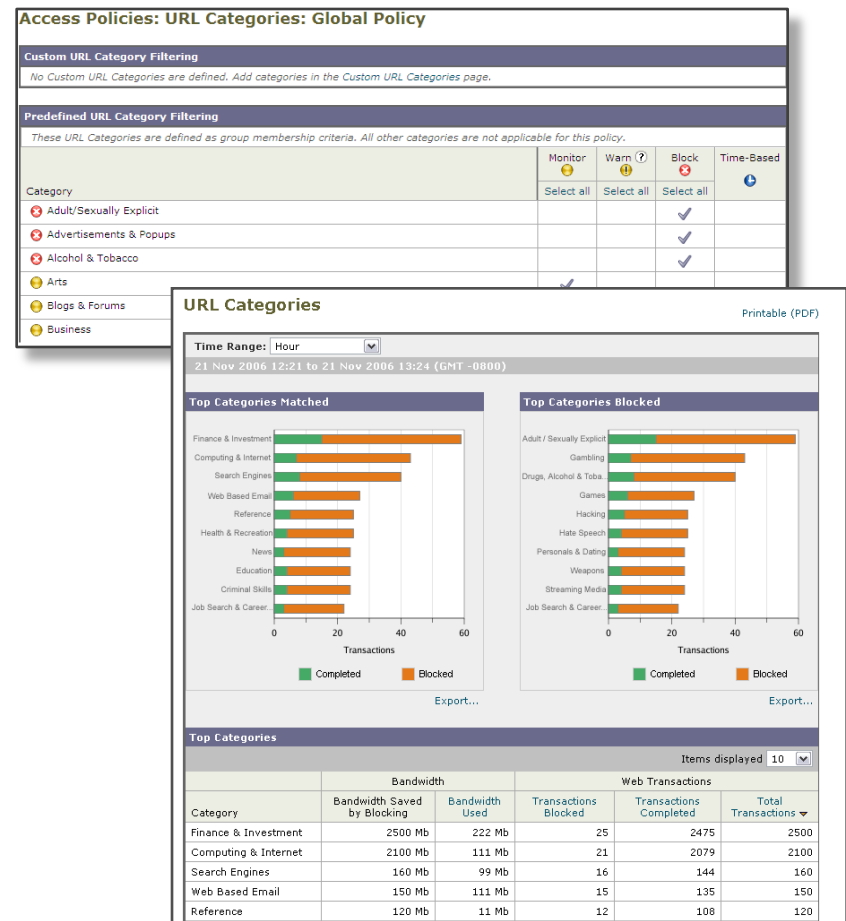 Access Policies: URL Categories: Global Policy
Custom URL Category Filtering
No Custom URL Categories are defined. Add categories in the Custom URL Categories page.
Predefined URL Category Filtering
These URL Categories are defined as group membership criteria. All other categories are not applicable for this policy.
Category Monitor Warn ? Block Time-Based
Select all Select all Select all
Adult/Sexually Explicit
Advertisements & Popups
Alcohol & Tobacco
Arts
Blogs & Forums
Business
URL Categories
Printable (PDF)
Time Range: Hour
21 Nov 2006 12:21 to 21 Nov 2006 13:24 (GMT -0800)
Top Categories Matched
Finance & Investment
Computing & Internet
Search Engines
Web Based Email
Reference
Health & Recreation
News
Education
Criminal Skills
Job Search & Career...
0 20 40 60
Transactions
Completed Blocked
Export...
Top Categories Blocked
Adult / Sexually Explicit
Gambling
Drugs, Alcohol & Toba...
Games
Hacking
Hate Speech
Personals & Dating
Weapons
Streaming Media
Job Search & Career...
0 20 40 60
Transactions
Completed Blocked
Export...
Top Categories
Items displayed 10
Bandwidth Web Transactions
Category Bandwidth Saved by Blocking Bandwidth Used Transactions Blocked Transactions Completed Total Transactions
Finance & Investment 2500 Mb 222 Mb 25 2475 2500
Computing & Internet 2100 Mb 111 Mb 21 2079 2100
Search Engines 160 Mb 99 Mb 16 144 160
Web Based Email 150 Mb 111 Mb 15 135 150
Reference 120 Mb 11 Mb 12 108 120